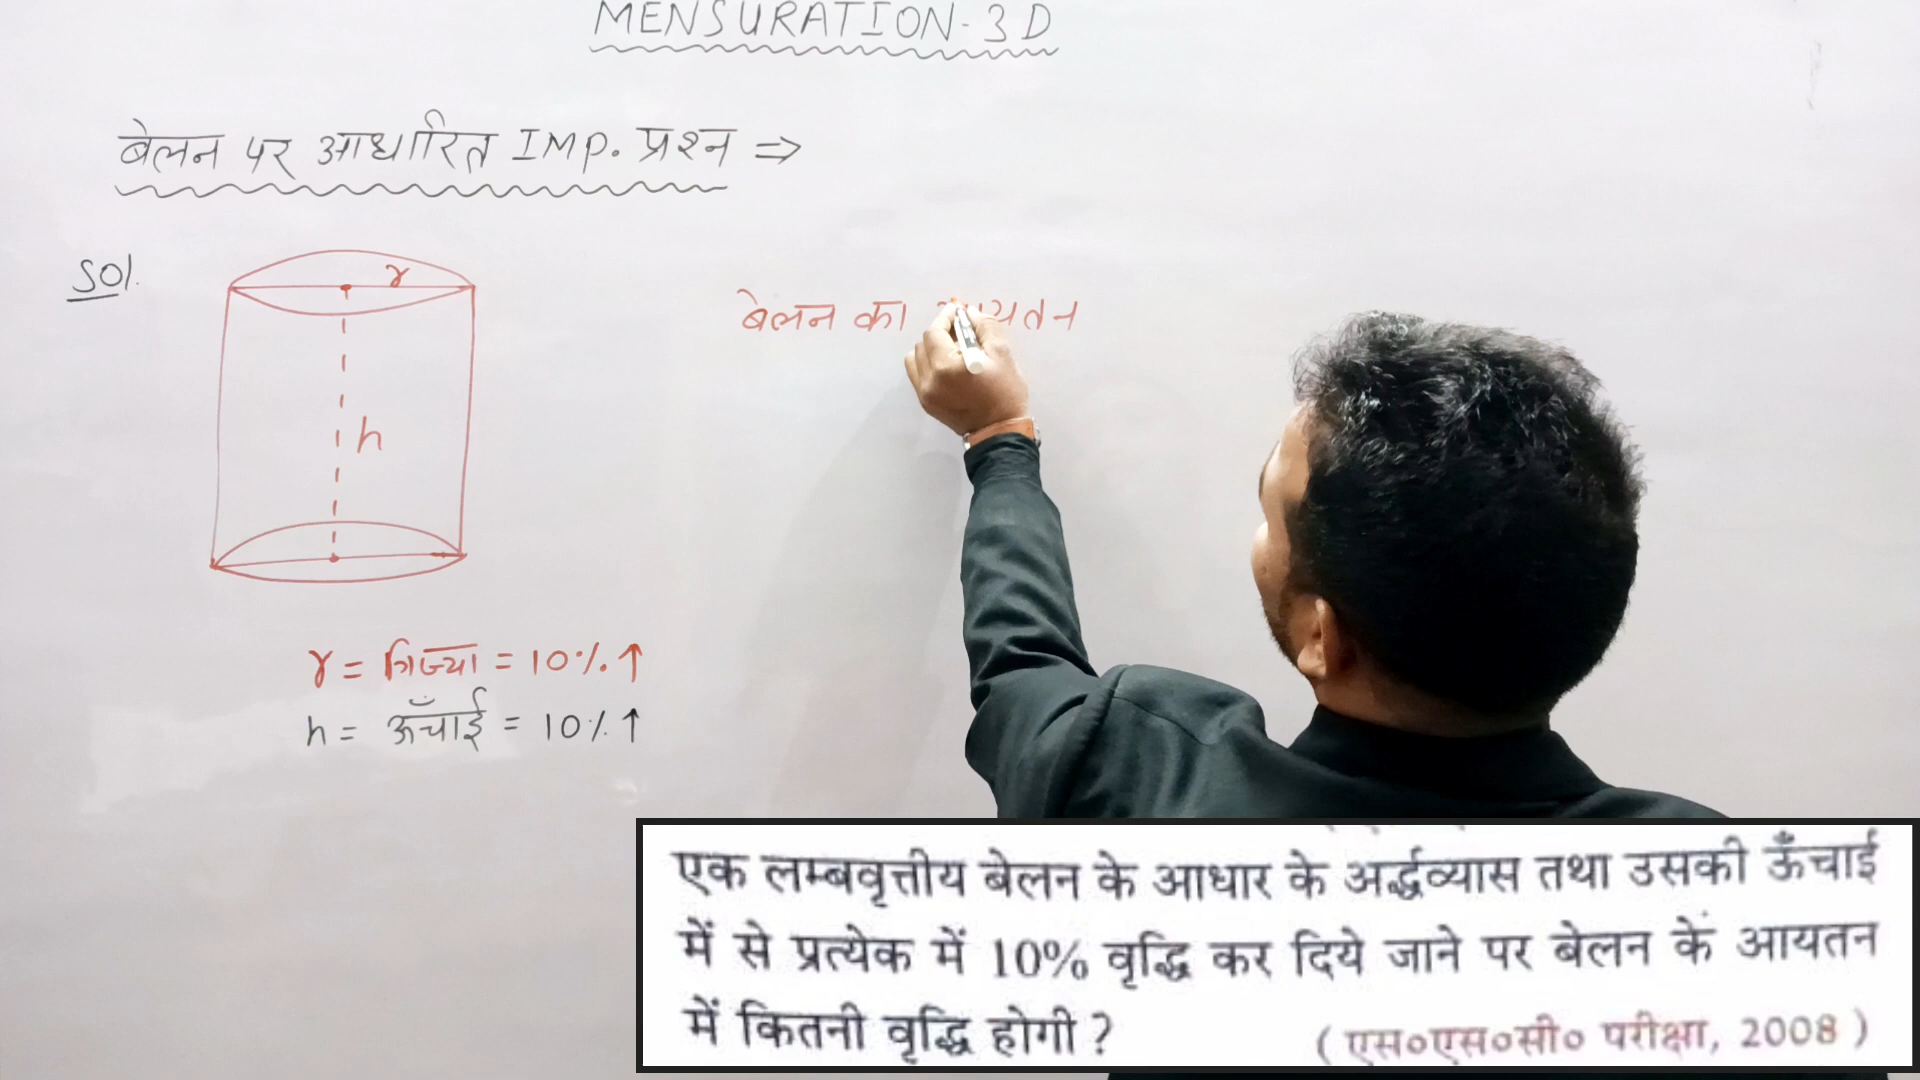 MENSURATION-3D
बेलन पर आधारित IMP. प्रश्न ⇒
Sol.
r
बेलन का आयतन
h
r = त्रिज्या = 10% ↑
h = ऊँचाई = 10% ↑
एक लम्बवृत्तीय बेलन के आधार के अर्द्धव्यास तथा उसकी ऊँचाई
में से प्रत्येक में 10% वृद्धि कर दिये जाने पर बेलन के आयतन
में कितनी वृद्धि होगी ?
( एस०एस०सी० परीक्षा, 2008 )